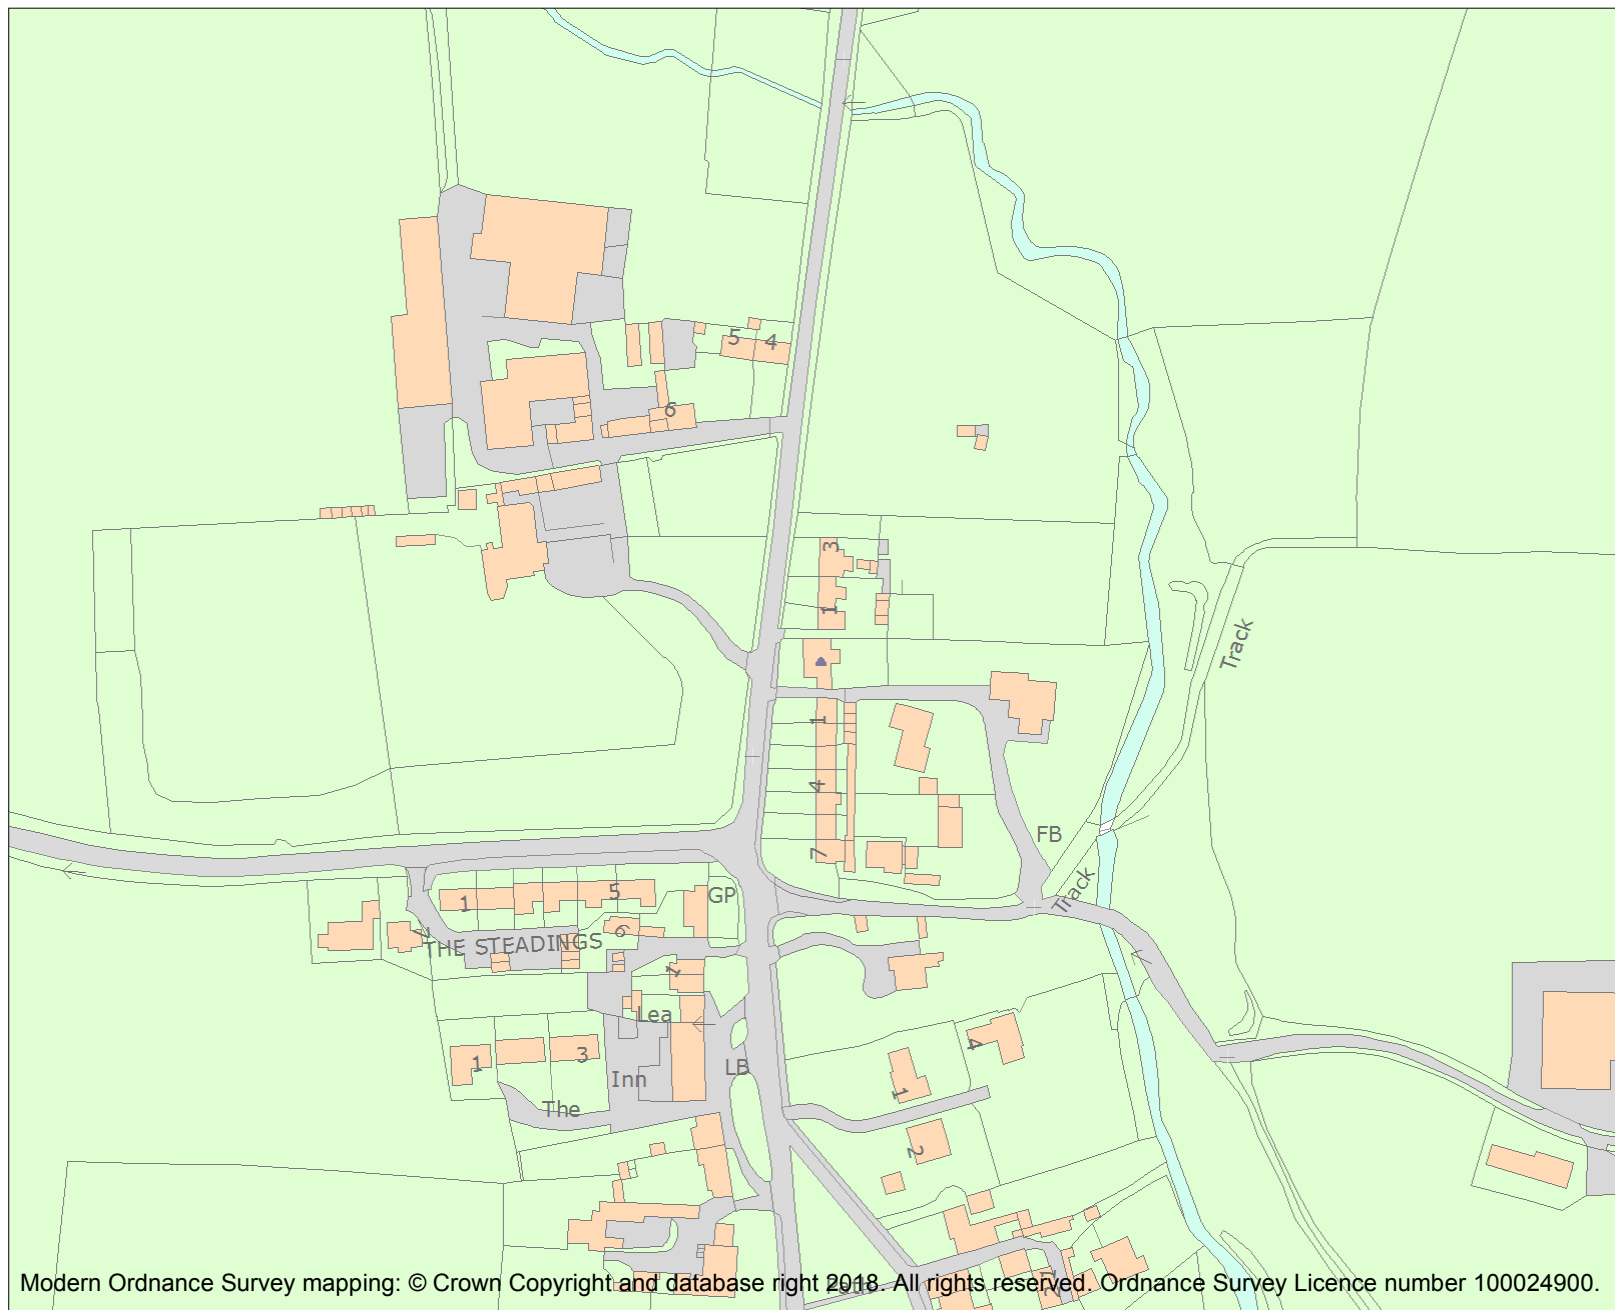 5 4
6
3
1
Track
1
4
7
FB
Track
1
5
GP
7
THE STEADINGS
6
1
Lea
4
1
3
LB
Inn
1
The
2
Modern Ordnance Survey mapping: © Crown Copyright and database right 2018. All rights reserved. Ordnance Survey Licence number 100024900.